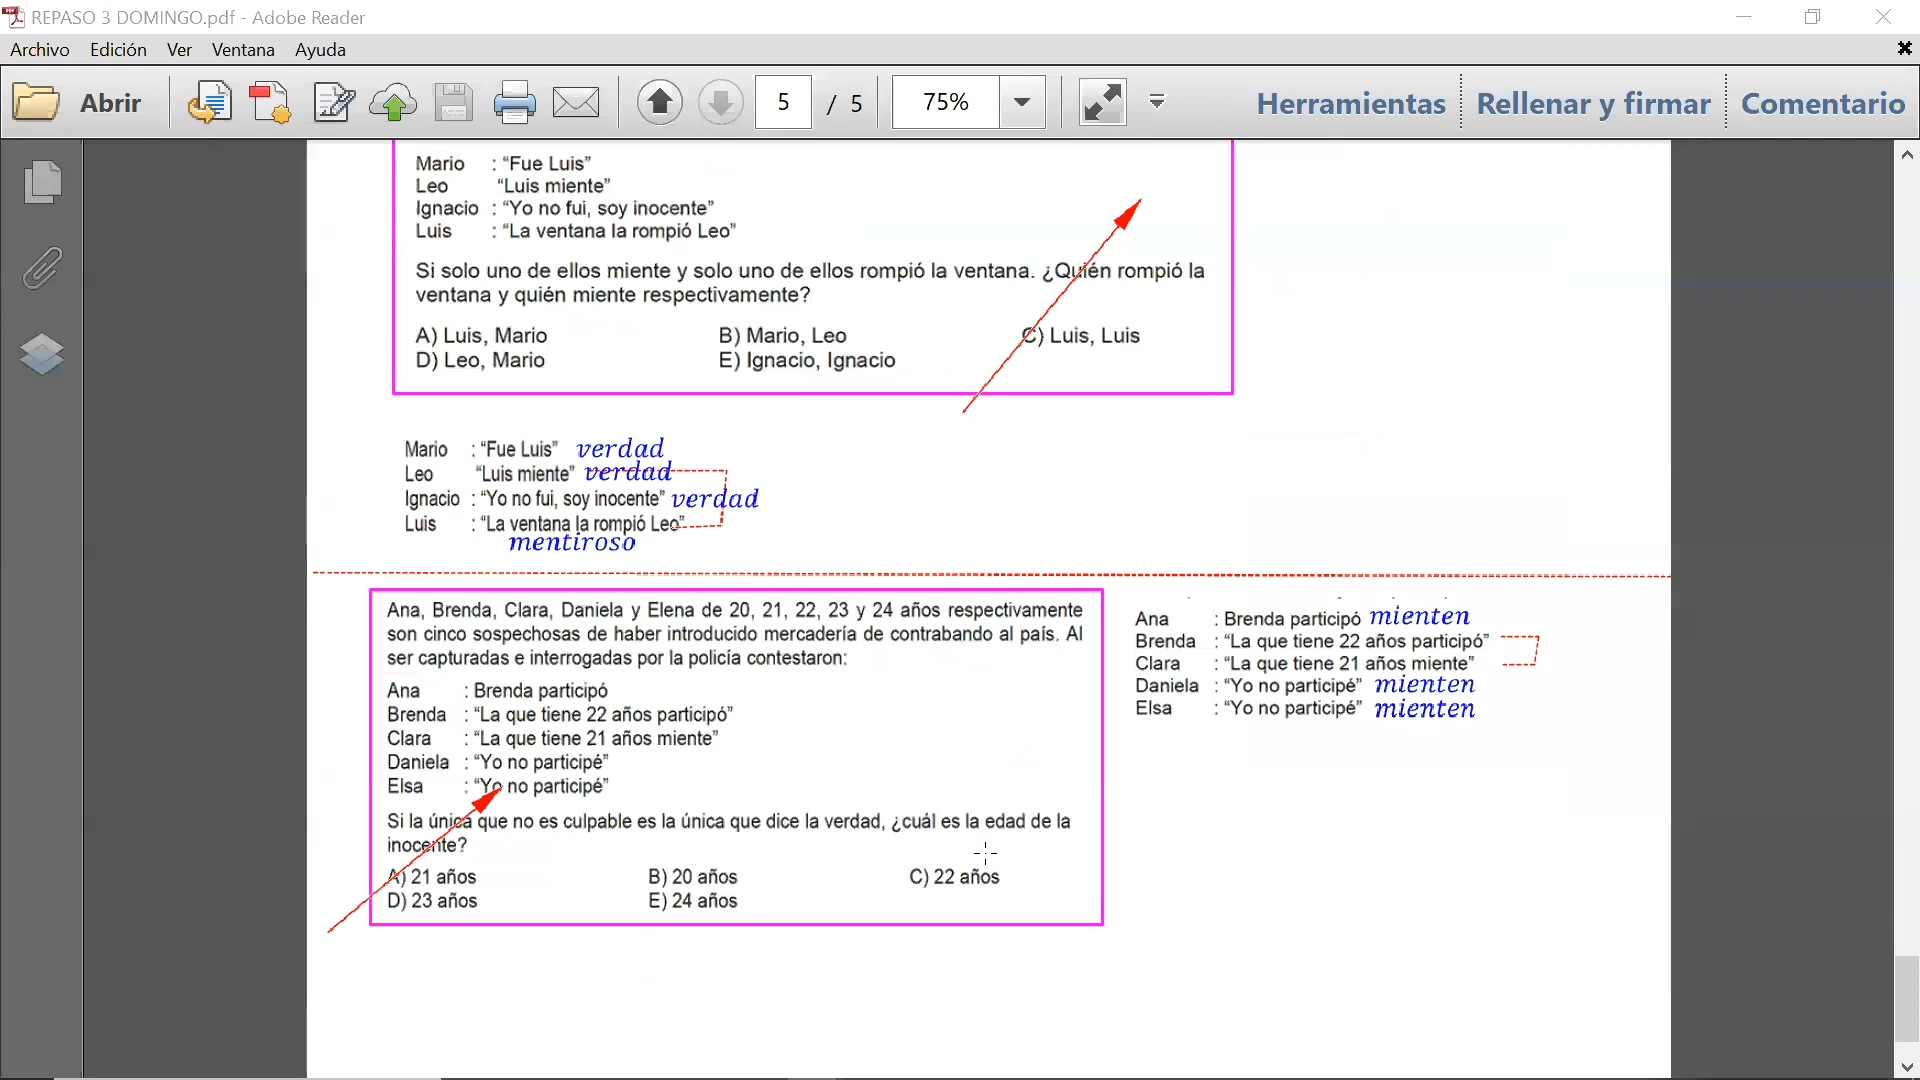 REPASO 3 DOMINGO.pdf - Adobe Reader
Archivo Edición Ver Ventana Ayuda
Abrir 5 / 5 75% Herramientas Rellenar y firmar Comentario
Mario : “Fue Luis”
Leo “Luis miente”
Ignacio : “Yo no fui, soy inocente”
Luis : “La ventana la rompió Leo”
Si solo uno de ellos miente y solo uno de ellos rompió la ventana. ¿Quién rompió la
ventana y quién miente respectivamente?
A) Luis, Mario B) Mario, Leo C) Luis, Luis
D) Leo, Mario E) Ignacio, Ignacio
Mario : “Fue Luis” verdad
Leo “Luis miente” verdad
Ignacio : “Yo no fui, soy inocente” verdad
Luis : “La ventana la rompió Leo”
mentiroso
Ana, Brenda, Clara, Daniela y Elena de 20, 21, 22, 23 y 24 años respectivamente
son cinco sospechosas de haber introducido mercadería de contrabando al país. Al
ser capturadas e interrogadas por la policía contestaron:
Ana : Brenda participó
Brenda : “La que tiene 22 años participó”
Clara : “La que tiene 21 años miente”
Daniela : “Yo no participé”
Elsa : “Yo no participé”
Si la única que no es culpable es la única que dice la verdad, ¿cuál es la edad de la
inocente?
A) 21 años B) 20 años C) 22 años
D) 23 años E) 24 años
Ana : Brenda participó mienten
Brenda : “La que tiene 22 años participó”
Clara : “La que tiene 21 años miente”
Daniela : “Yo no participé” mienten
Elsa : “Yo no participé” mienten